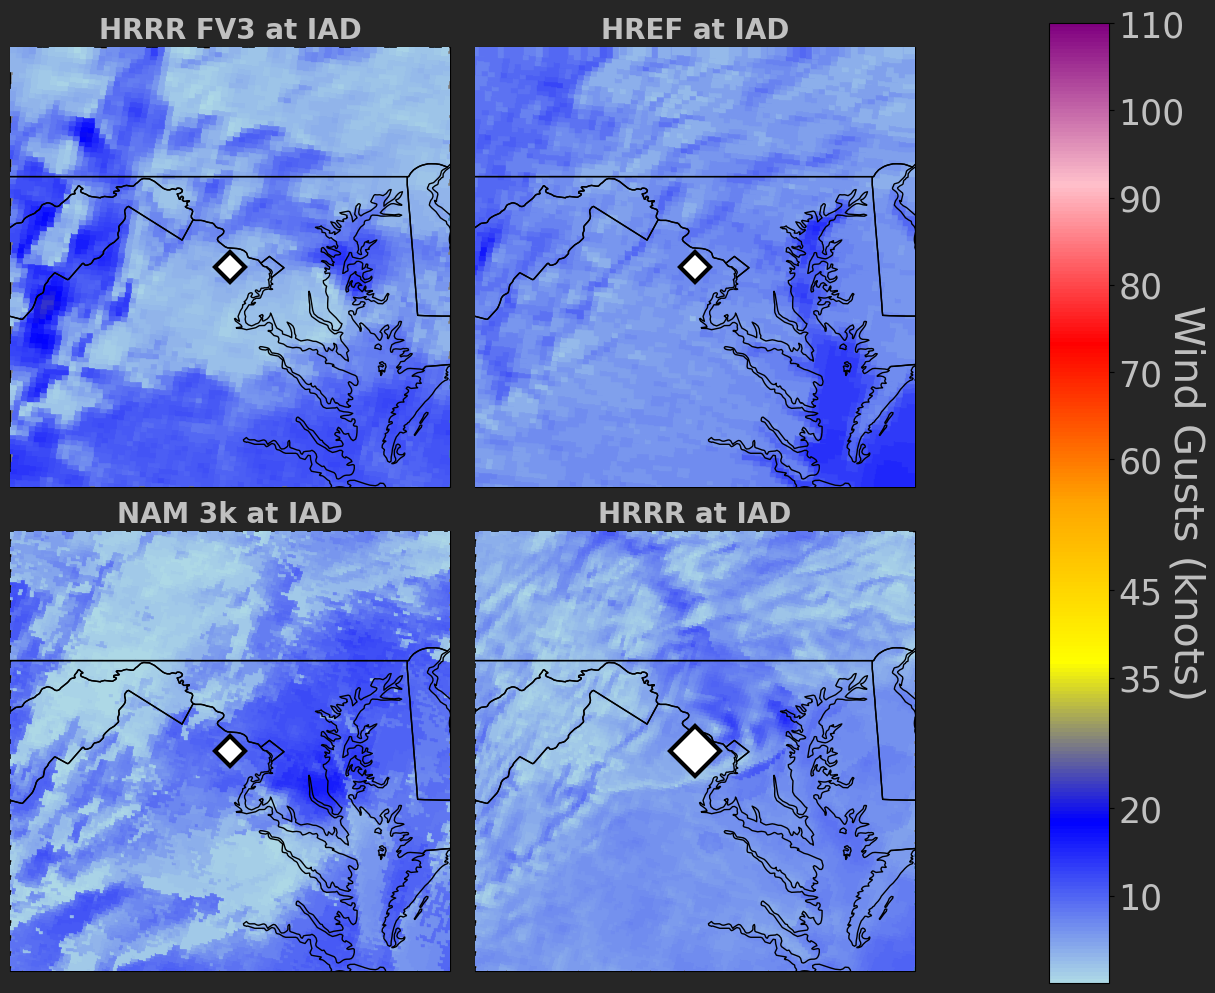 HRRR FV3 at IAD
HREF at IAD
NAM 3k at IAD
HRRR at IAD
110
100
90
80
70
60
45
35
20
10
Wind Gusts (knots)